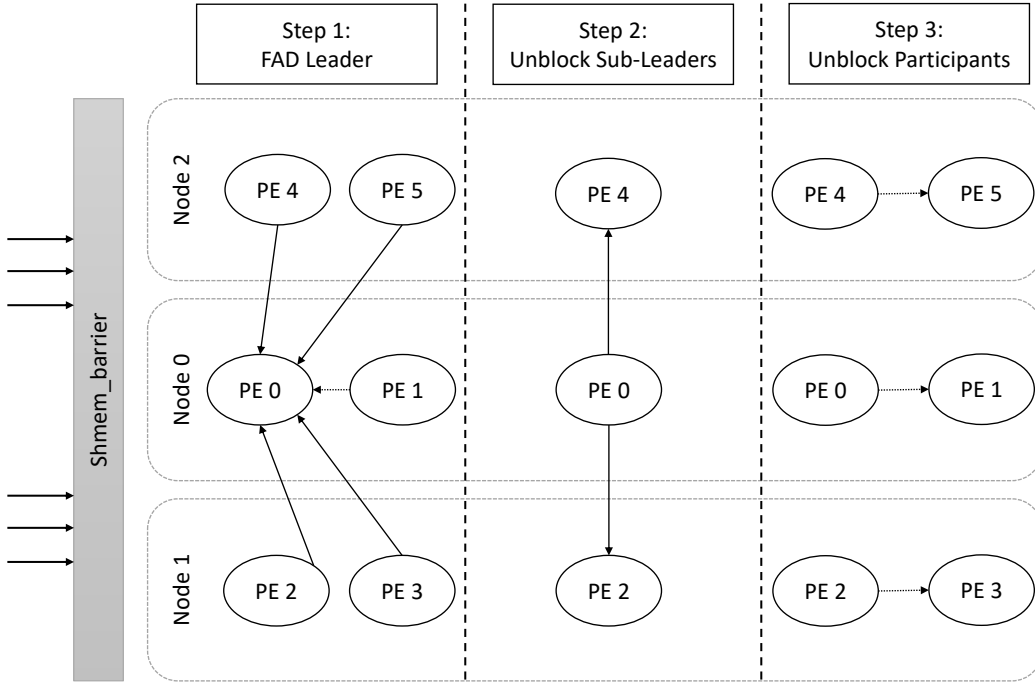 Step 1:
FAD Leader
Step 2:
Unblock Sub-Leaders
Step 3:
Unblock Participants
Shmem_barrier
Node 2
PE 4
PE 5
PE 4
PE 4
PE 5
Node 0
PE 0
PE 1
PE 0
PE 0
PE 1
Node 1
PE 2
PE 3
PE 2
PE 2
PE 3